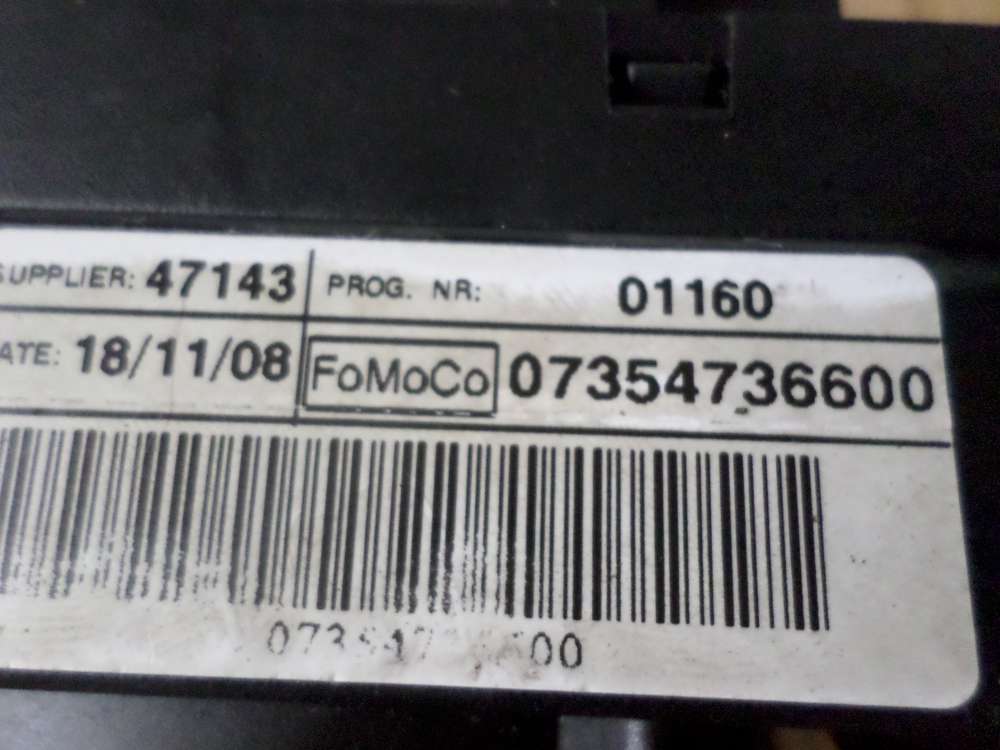 SUPPLIER: 47143 PROG. NR: 01160
ATE: 18/11/08 FoMoCo 07354736600